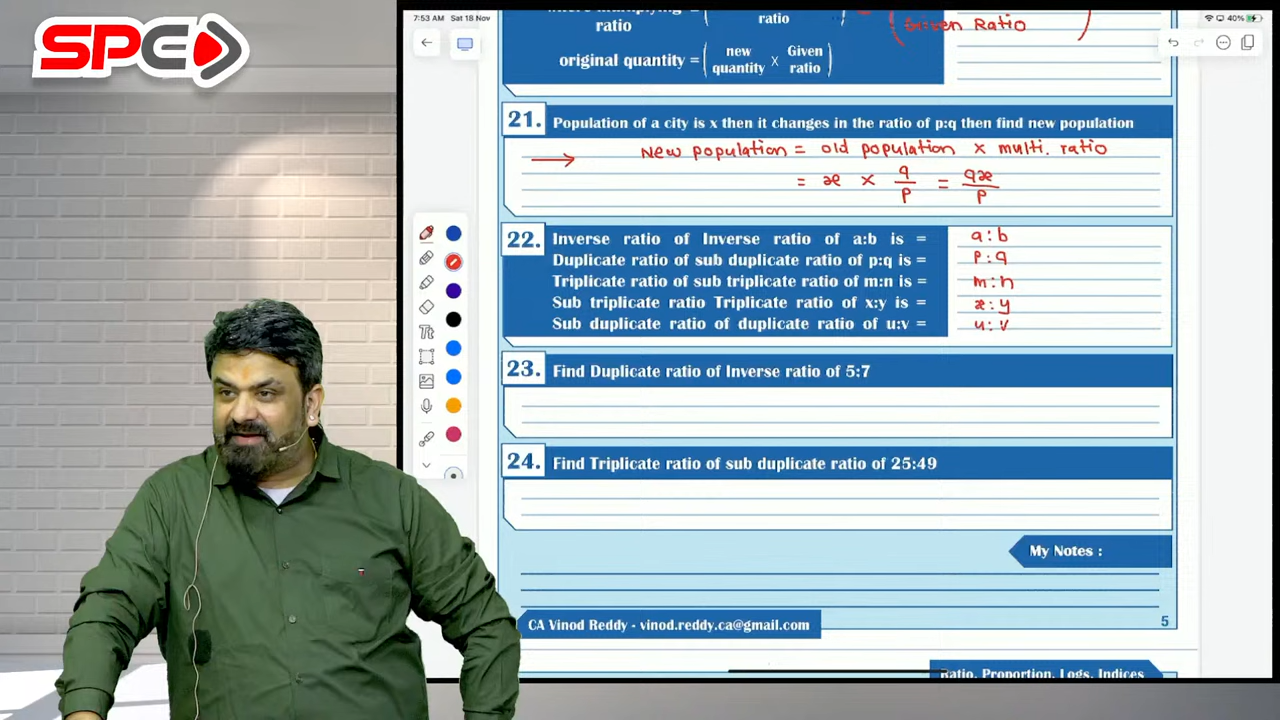 SPC
7:53 AM Sat 18 Nov
40%
ratio
ratio
Given Ratio
original quantity = ( new quantity × Given ratio )
21. Population of a city is x then it changes in the ratio of p:q then find new population
New population = old population × multi. ratio
= x × q/p = qx/p
22. Inverse ratio of Inverse ratio of a:b is = a:b
Duplicate ratio of sub duplicate ratio of p:q is = p:q
Triplicate ratio of sub triplicate ratio of m:n is = m:n
Sub triplicate ratio Triplicate ratio of x:y is = x:y
Sub duplicate ratio of duplicate ratio of u:v = u:v
23. Find Duplicate ratio of Inverse ratio of 5:7
24. Find Triplicate ratio of sub duplicate ratio of 25:49
My Notes :
CA Vinod Reddy - vinod.reddy.ca@gmail.com
5
Ratio, Proportion, Logs, Indices